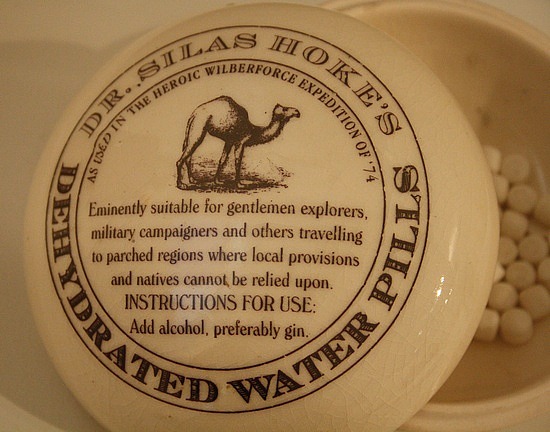 DR. SILAS HOKE'S
AS USED IN THE HEROIC WILBERFORCE EXPEDITION OF '74
Eminently suitable for gentlemen explorers,
military campaigners and others travelling
to parched regions where local provisions
and natives cannot be relied upon.
INSTRUCTIONS FOR USE:
Add alcohol, preferably gin.
DEHYDRATED WATER PILLS